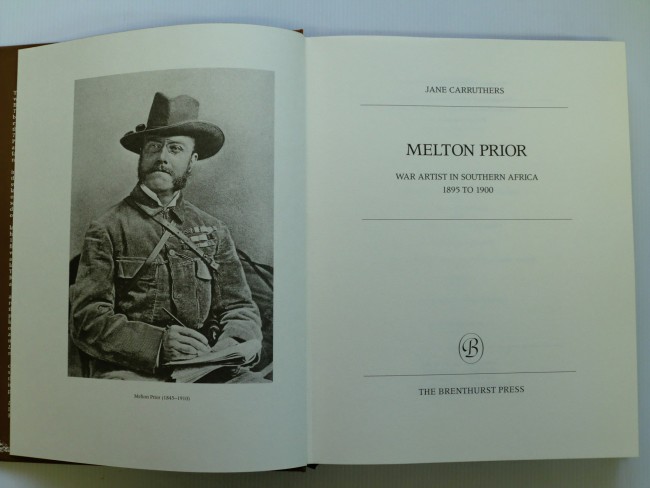 Melton Prior (1845–1910)
JANE CARRUTHERS
MELTON PRIOR
WAR ARTIST IN SOUTHERN AFRICA
1895 TO 1900
B
THE BRENTHURST PRESS